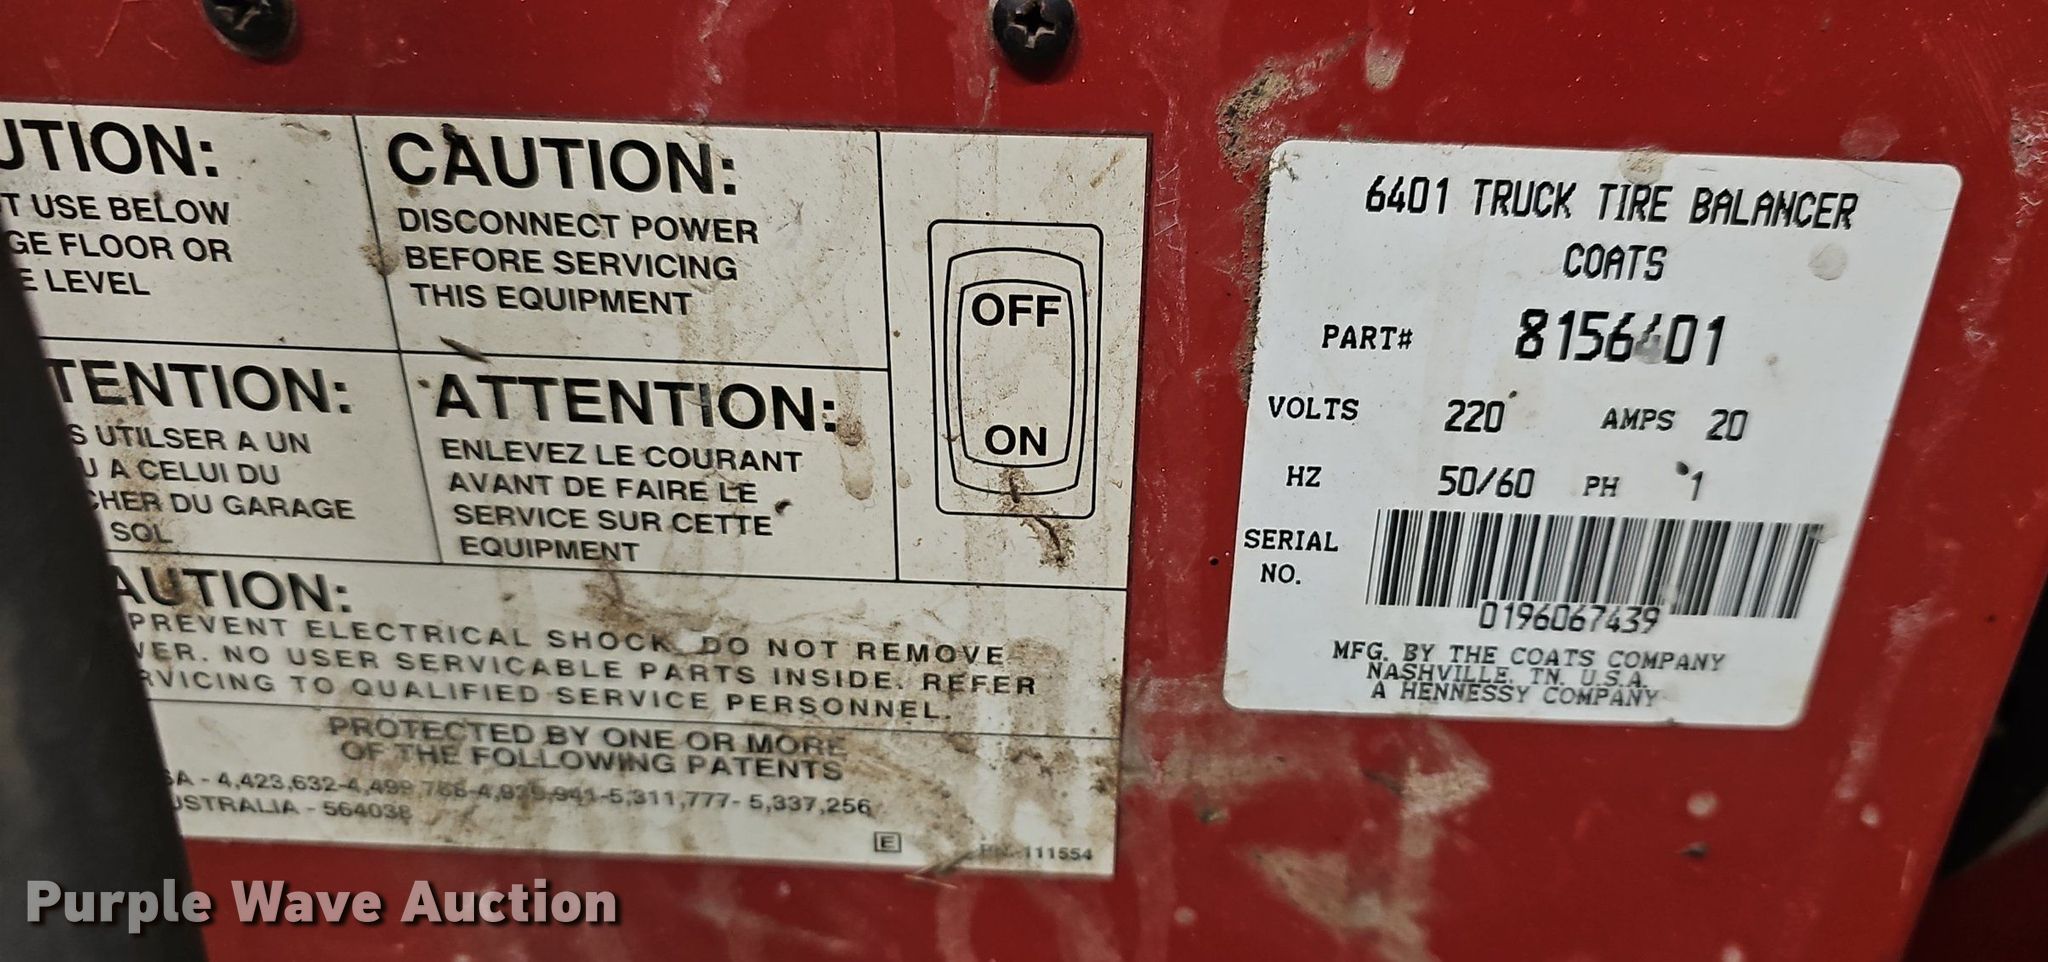 UTION:
T USE BELOW
GE FLOOR OR
E LEVEL
CAUTION:
DISCONNECT POWER
BEFORE SERVICING
THIS EQUIPMENT
TENTION:
S UTILSER A UN
U A CELUI DU
CHER DU GARAGE
SOL
ATTENTION:
ENLEVEZ LE COURANT
AVANT DE FAIRE LE
SERVICE SUR CETTE
EQUIPMENT
OFF
ON
AUTION:
PREVENT ELECTRICAL SHOCK DO NOT REMOVE
VER. NO USER SERVICABLE PARTS INSIDE. REFER
RVICING TO QUALIFIED SERVICE PERSONNEL.
PROTECTED BY ONE OR MORE
OF THE FOLLOWING PATENTS
SA - 4,423,632- -5,311,777- 5,337,256
USTRALIA - 564038
E
111554
6401 TRUCK TIRE BALANCER
COATS
PART# 8156401
VOLTS 220 AMPS 20
HZ 50/60 PH 1
SERIAL
NO.
0196067439
MFG. BY THE COATS COMPANY
NASHVILLE, TN. U.S.A.
A HENNESSY COMPANY
Purple Wave Auction